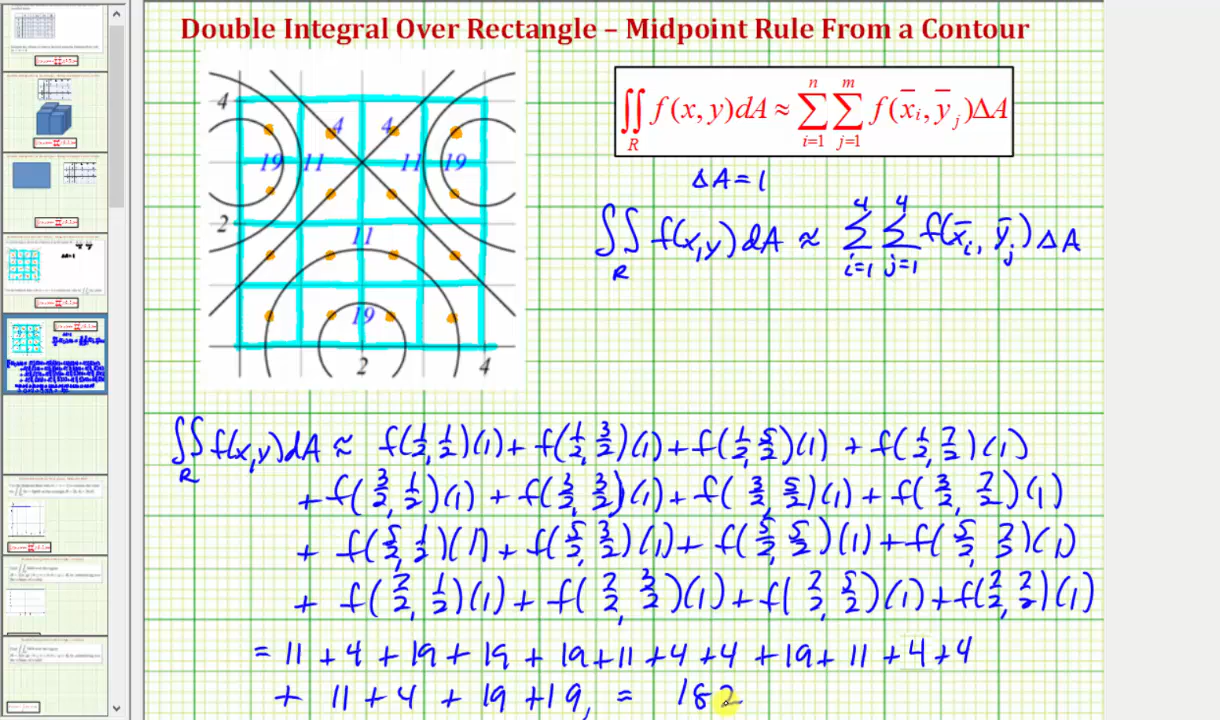 Double Integral Over Rectangle – Midpoint Rule From a Contour
∬_R f(x, y)dA ≈ ∑_{i=1}^{n} ∑_{j=1}^{m} f(x̄_i, ȳ_j)ΔA
ΔA = 1
∬_R f(x,y)dA ≈ ∑_{i=1}^{4} ∑_{j=1}^{4} f(x̄_i, ȳ_j) ΔA
4
4 4
19 11 11 19
2
11
19
2 4
∬_R f(x,y)dA ≈ f(1/2, 1/2)(1) + f(1/2, 3/2)(1) + f(1/2, 5/2)(1) + f(1/2, 7/2)(1)
+ f(3/2, 1/2)(1) + f(3/2, 3/2)(1) + f(3/2, 5/2)(1) + f(3/2, 7/2)(1)
+ f(5/2, 1/2)(1) + f(5/2, 3/2)(1) + f(5/2, 5/2)(1) + f(5/2, 7/2)(1)
+ f(7/2, 1/2)(1) + f(7/2, 3/2)(1) + f(7/2, 5/2)(1) + f(7/2, 7/2)(1)
= 11 + 4 + 19 + 19 + 19 + 11 + 4 + 4 + 19 + 11 + 4 + 4
+ 11 + 4 + 19 + 19, = 182